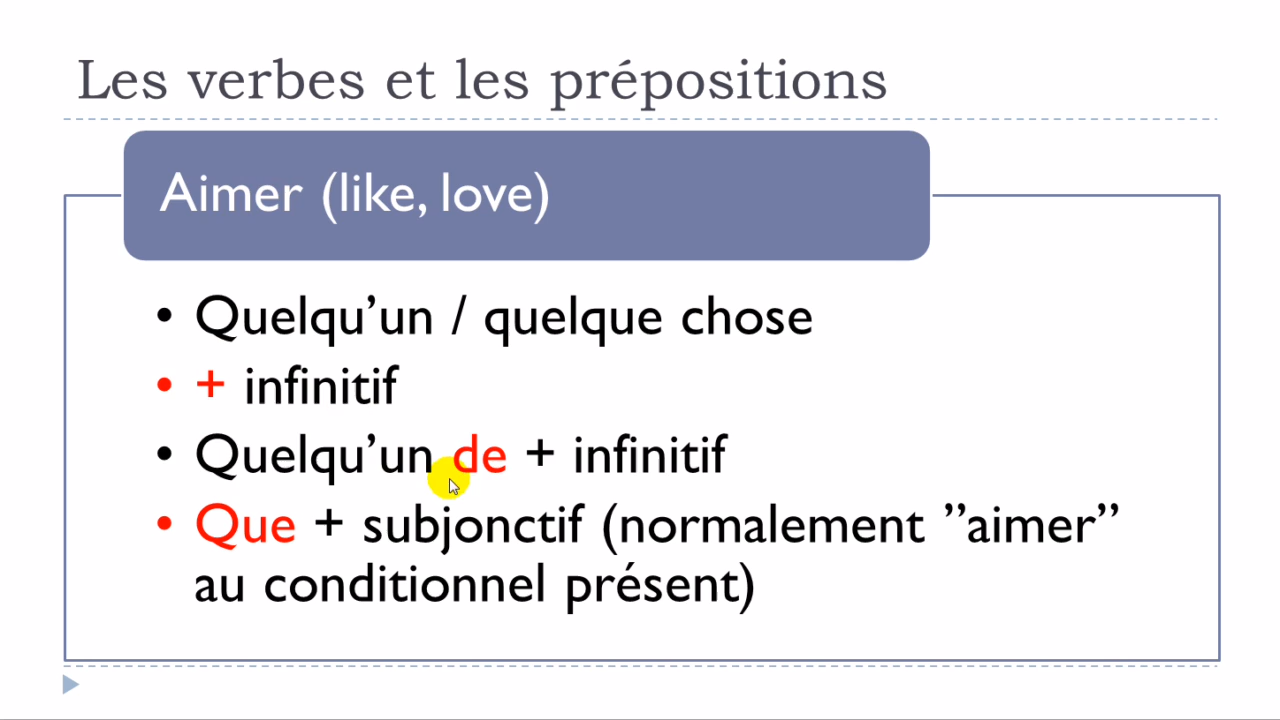 Les verbes et les prépositions
Aimer (like, love)
• Quelqu’un / quelque chose
• + infinitif
• Quelqu’un de + infinitif
• Que + subjonctif (normalement ”aimer”
au conditionnel présent)